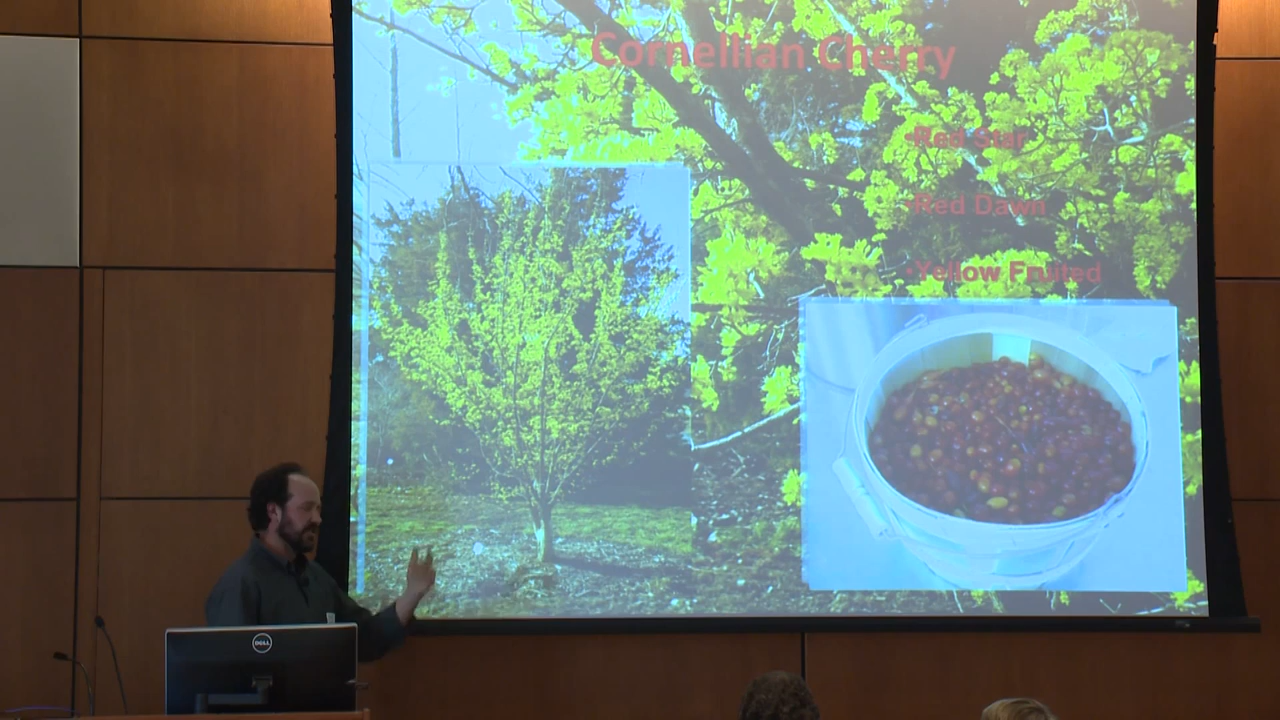 Cornellian Cherry
•Red Star
•Red Dawn
•Yellow Fruited
DELL